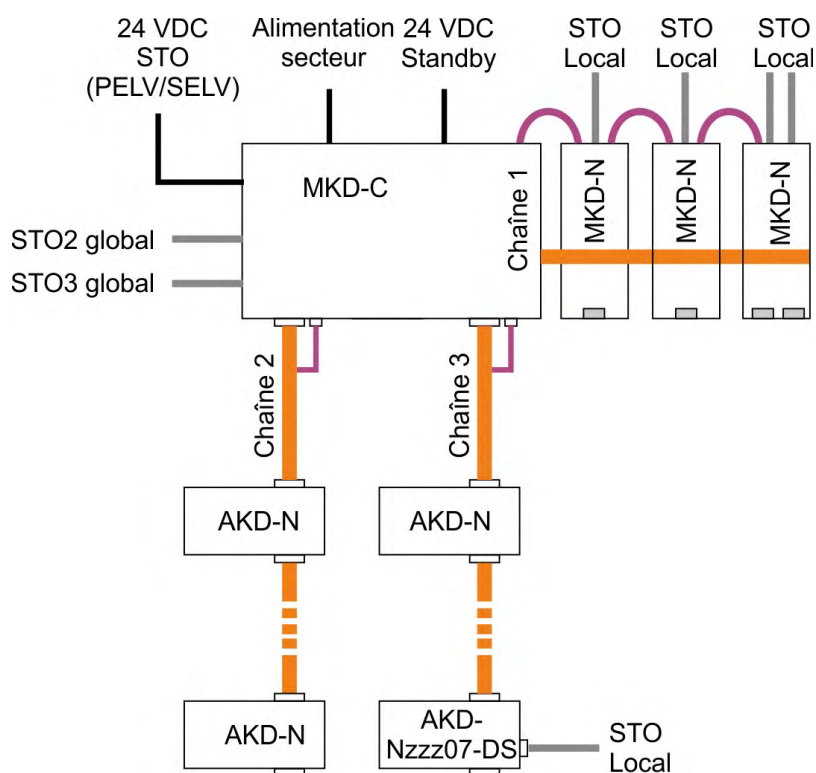 24 VDC
STO
(PELV/SELV)
Alimentation
secteur
24 VDC
Standby
STO
Local
STO
Local
STO
Local
MKD-C
Chaîne 1
MKD-N
MKD-N
MKD-N
STO2 global
STO3 global
Chaîne 2
Chaîne 3
AKD-N
AKD-N
AKD-N
AKD-
Nzzz07-DS
STO
Local